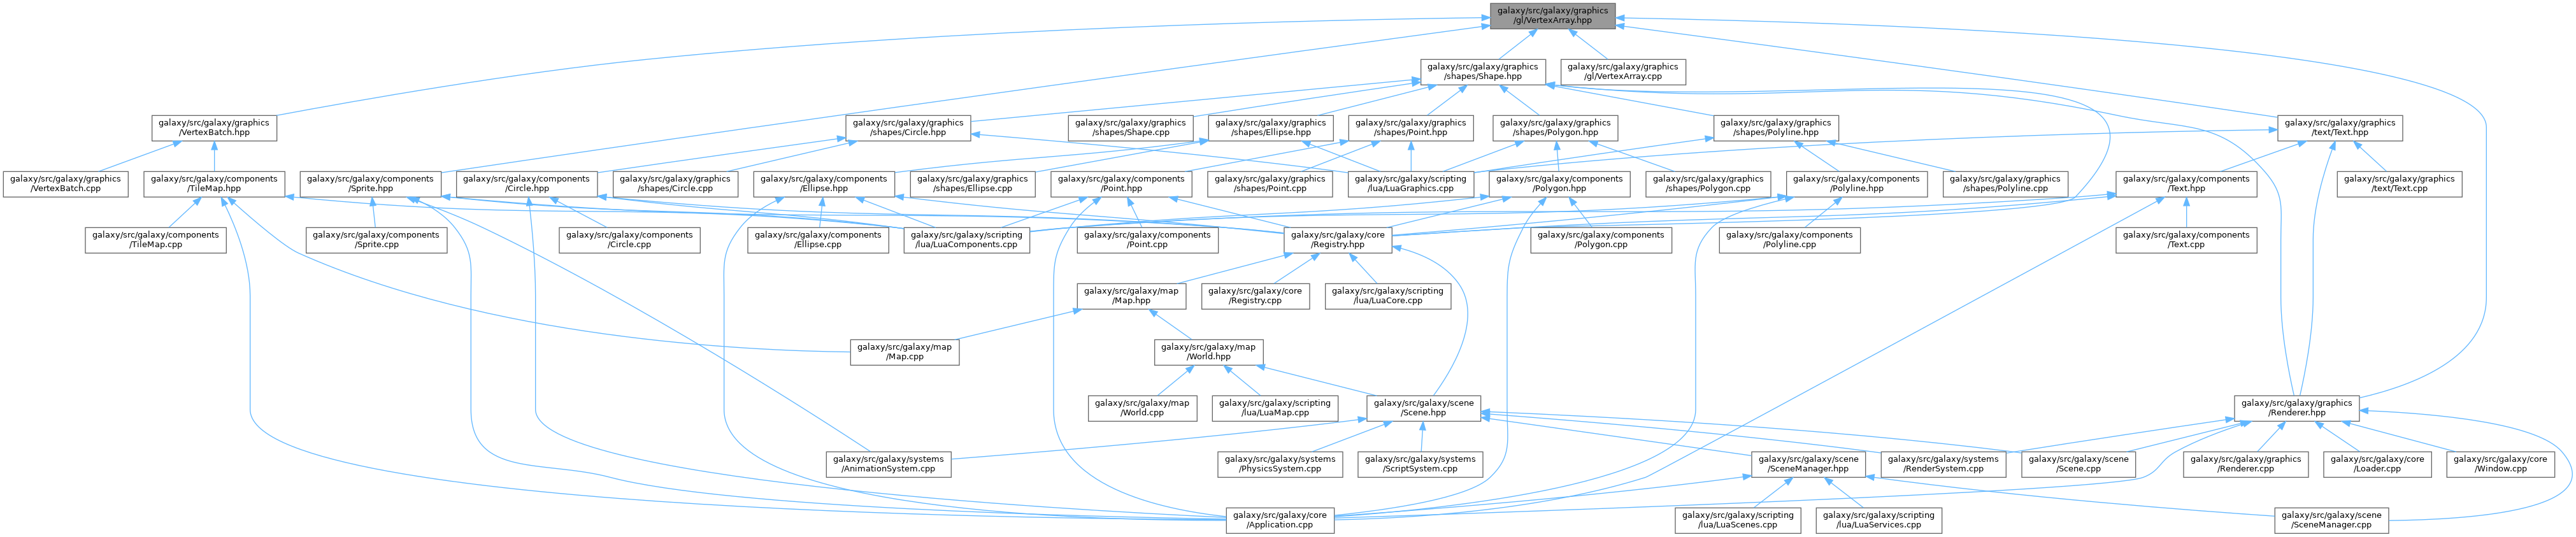 galaxy/src/galaxy/graphics
/gl/VertexArray.hpp
galaxy/src/galaxy/graphics
/shapes/Shape.hpp
galaxy/src/galaxy/graphics
/gl/VertexArray.cpp
galaxy/src/galaxy/graphics
/VertexBatch.hpp
galaxy/src/galaxy/graphics
/shapes/Circle.hpp
galaxy/src/galaxy/graphics
/shapes/Shape.cpp
galaxy/src/galaxy/graphics
/shapes/Ellipse.hpp
galaxy/src/galaxy/graphics
/shapes/Point.hpp
galaxy/src/galaxy/graphics
/shapes/Polygon.hpp
galaxy/src/galaxy/graphics
/shapes/Polyline.hpp
galaxy/src/galaxy/graphics
/text/Text.hpp
galaxy/src/galaxy/graphics
/VertexBatch.cpp
galaxy/src/galaxy/components
/TileMap.hpp
galaxy/src/galaxy/components
/Sprite.hpp
galaxy/src/galaxy/components
/Circle.hpp
galaxy/src/galaxy/graphics
/shapes/Circle.cpp
galaxy/src/galaxy/components
/Ellipse.hpp
galaxy/src/galaxy/graphics
/shapes/Ellipse.cpp
galaxy/src/galaxy/components
/Point.hpp
galaxy/src/galaxy/graphics
/shapes/Point.cpp
galaxy/src/galaxy/scripting
/lua/LuaGraphics.cpp
galaxy/src/galaxy/components
/Polygon.hpp
galaxy/src/galaxy/graphics
/shapes/Polygon.cpp
galaxy/src/galaxy/components
/Polyline.hpp
galaxy/src/galaxy/graphics
/shapes/Polyline.cpp
galaxy/src/galaxy/components
/Text.hpp
galaxy/src/galaxy/graphics
/text/Text.cpp
galaxy/src/galaxy/components
/TileMap.cpp
galaxy/src/galaxy/components
/Sprite.cpp
galaxy/src/galaxy/components
/Circle.cpp
galaxy/src/galaxy/components
/Ellipse.cpp
galaxy/src/galaxy/scripting
/lua/LuaComponents.cpp
galaxy/src/galaxy/components
/Point.cpp
galaxy/src/galaxy/core
/Registry.hpp
galaxy/src/galaxy/components
/Polygon.cpp
galaxy/src/galaxy/components
/Polyline.cpp
galaxy/src/galaxy/components
/Text.cpp
galaxy/src/galaxy/map
/Map.hpp
galaxy/src/galaxy/core
/Registry.cpp
galaxy/src/galaxy/scripting
/lua/LuaCore.cpp
galaxy/src/galaxy/map
/Map.cpp
galaxy/src/galaxy/map
/World.hpp
galaxy/src/galaxy/map
/World.cpp
galaxy/src/galaxy/scripting
/lua/LuaMap.cpp
galaxy/src/galaxy/scene
/Scene.hpp
galaxy/src/galaxy/graphics
/Renderer.hpp
galaxy/src/galaxy/systems
/AnimationSystem.cpp
galaxy/src/galaxy/systems
/PhysicsSystem.cpp
galaxy/src/galaxy/systems
/ScriptSystem.cpp
galaxy/src/galaxy/scene
/SceneManager.hpp
galaxy/src/galaxy/systems
/RenderSystem.cpp
galaxy/src/galaxy/scene
/Scene.cpp
galaxy/src/galaxy/graphics
/Renderer.cpp
galaxy/src/galaxy/core
/Loader.cpp
galaxy/src/galaxy/core
/Window.cpp
galaxy/src/galaxy/core
/Application.cpp
galaxy/src/galaxy/scripting
/lua/LuaScenes.cpp
galaxy/src/galaxy/scripting
/lua/LuaServices.cpp
galaxy/src/galaxy/scene
/SceneManager.cpp